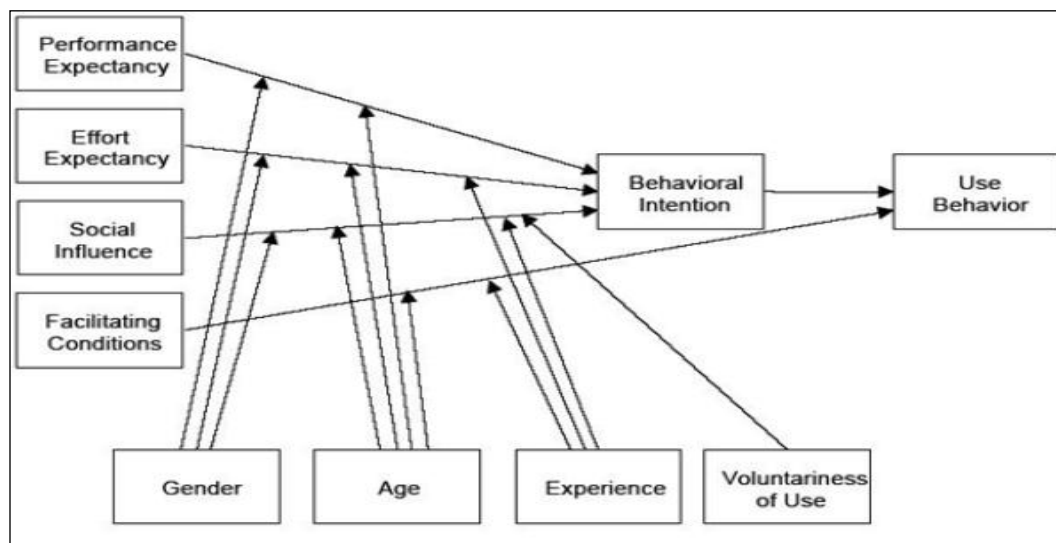 Performance
Expectancy
Effort
Expectancy
Social
Influence
Facilitating
Conditions
Behavioral
Intention
Use
Behavior
Gender
Age
Experience
Voluntariness
of Use